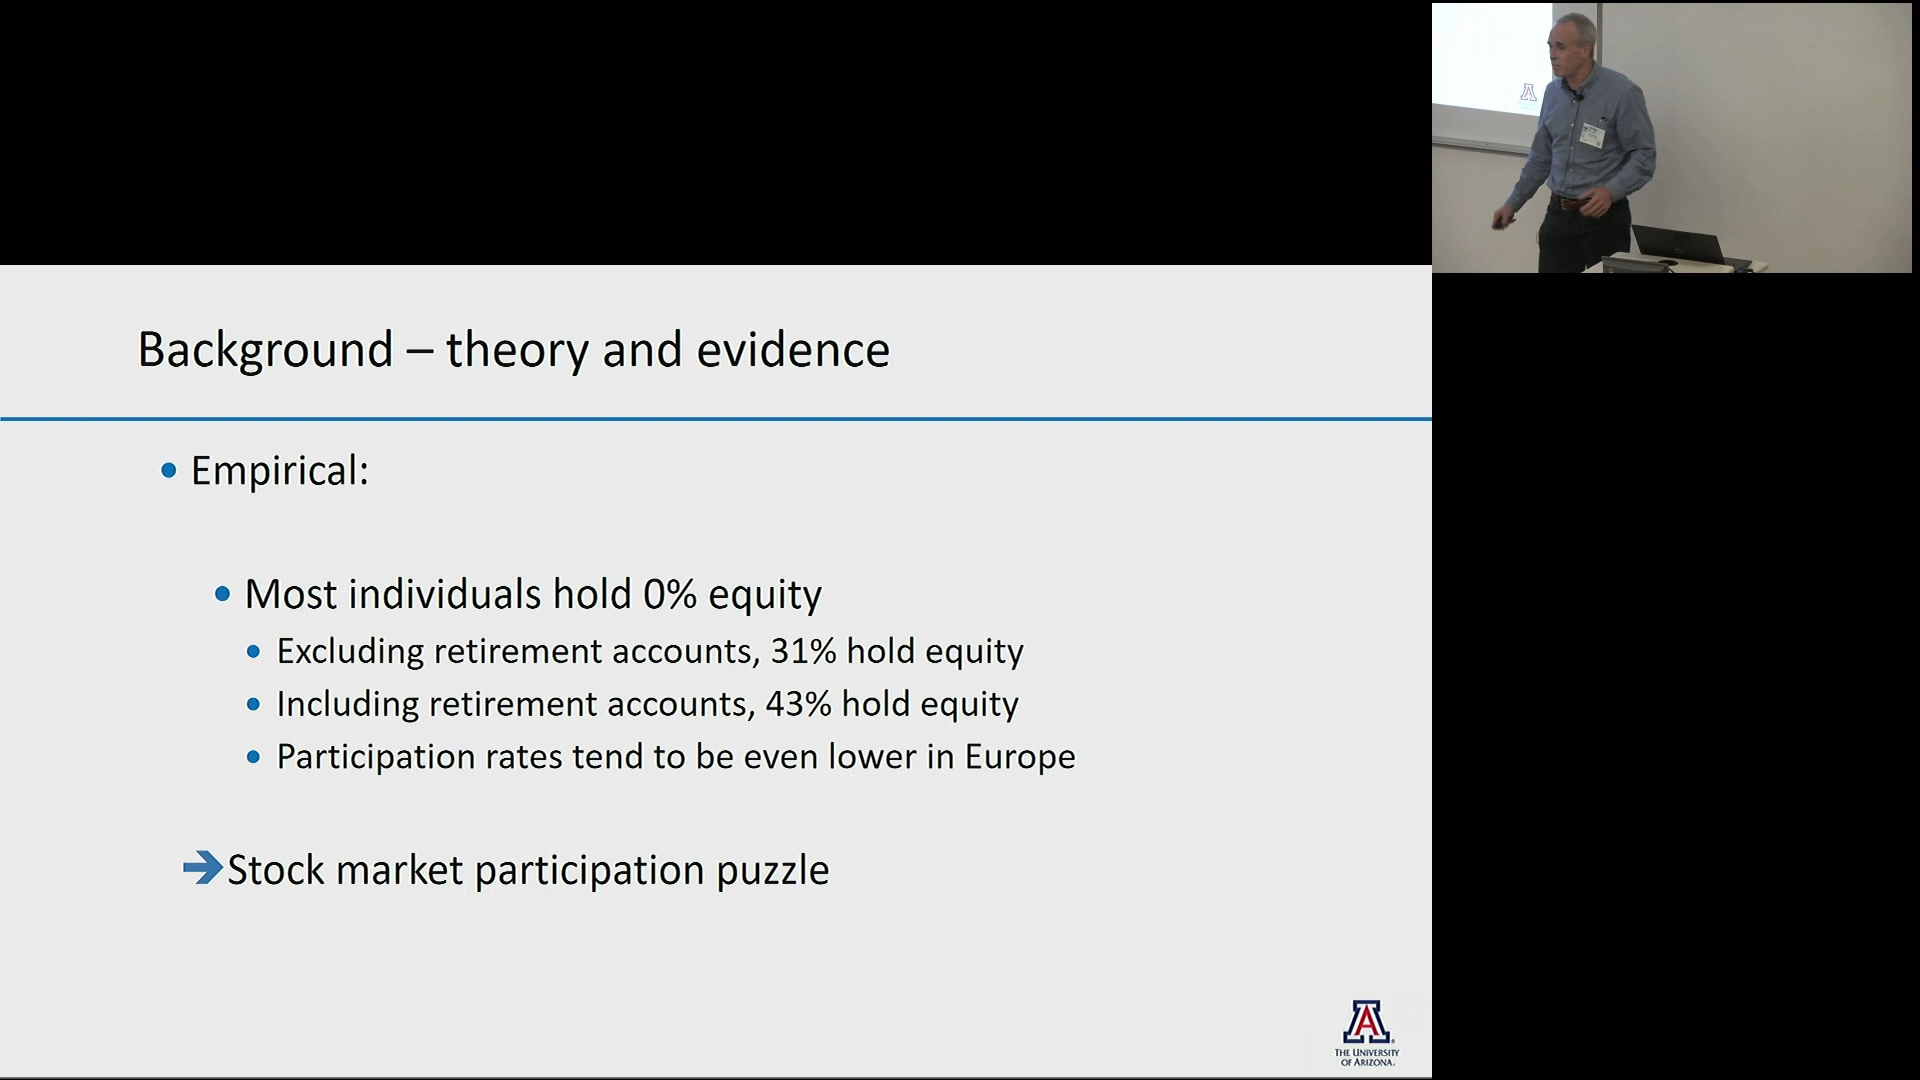 Background – theory and evidence
• Empirical:
• Most individuals hold 0% equity
• Excluding retirement accounts, 31% hold equity
• Including retirement accounts, 43% hold equity
• Participation rates tend to be even lower in Europe
➔Stock market participation puzzle
A
THE UNIVERSITY
OF ARIZONA.
A